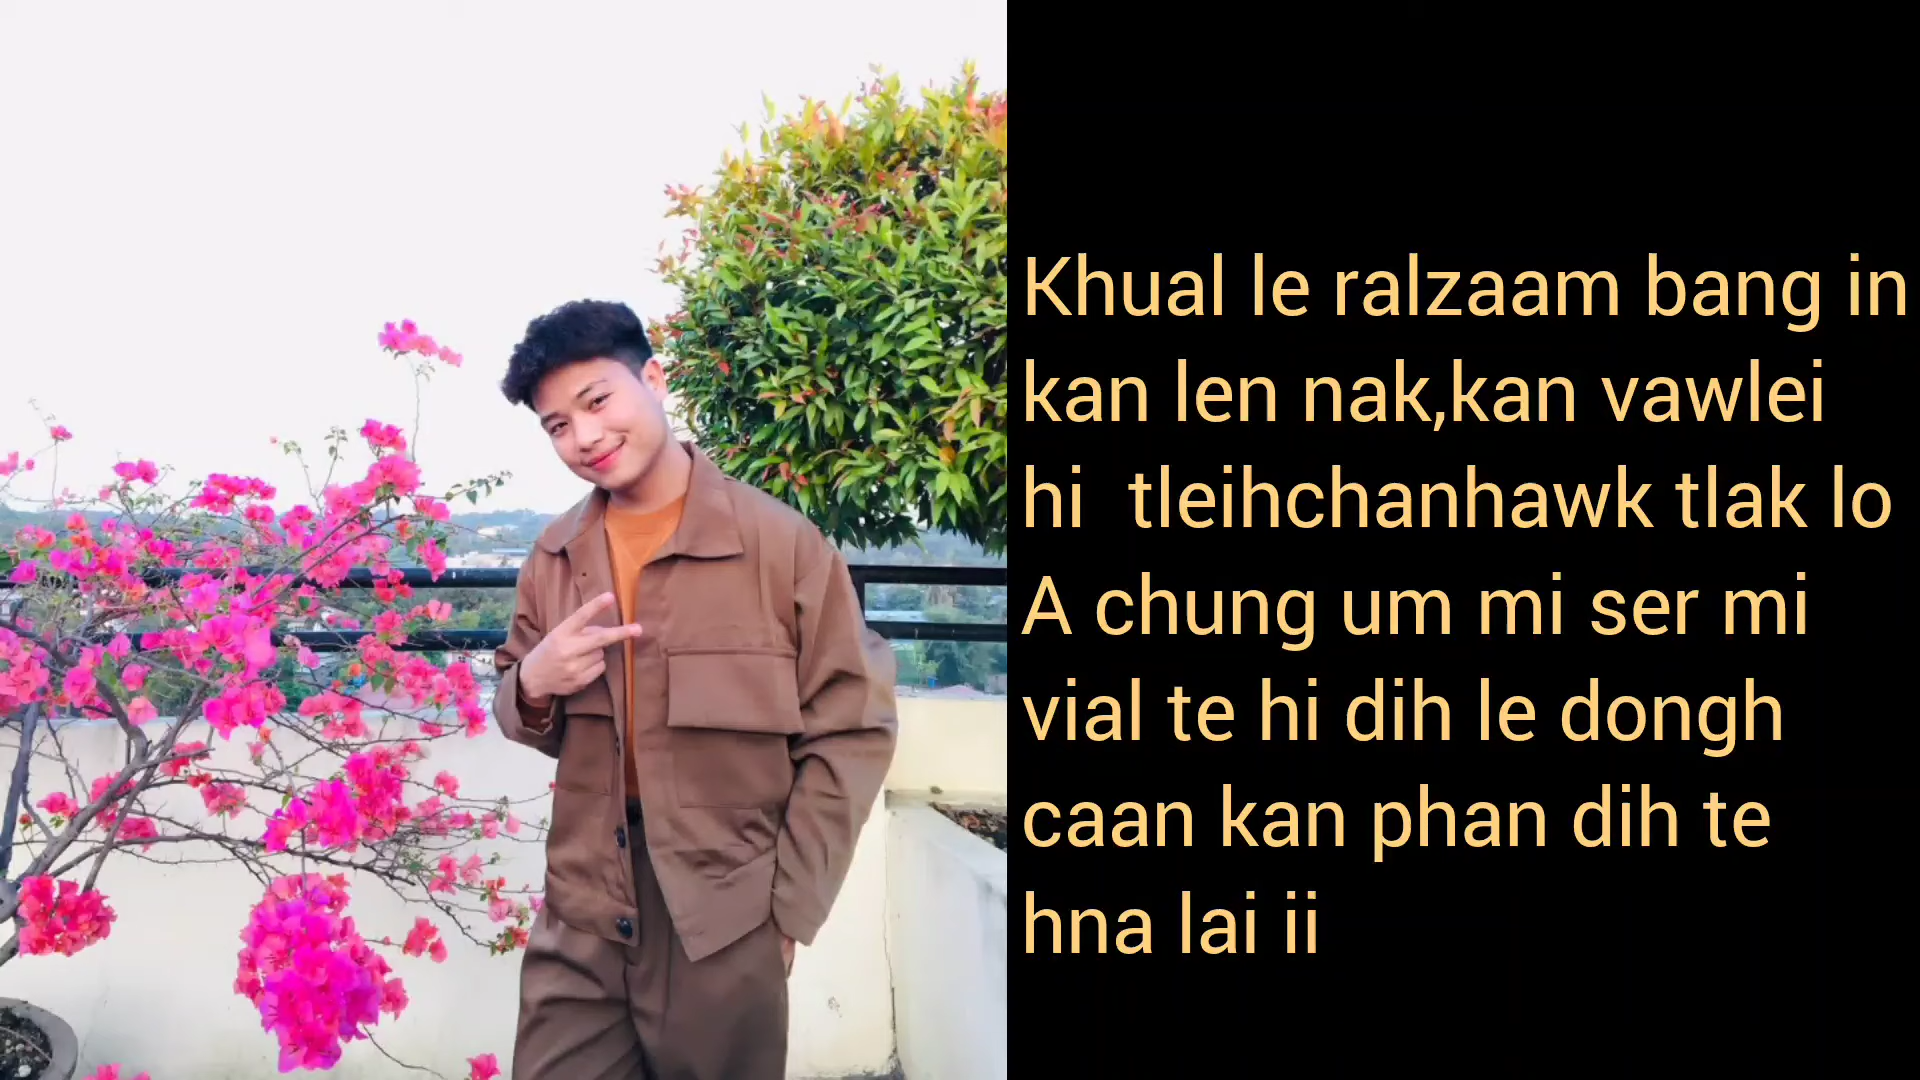 Khual le ralzaam bang in
kan len nak,kan vawlei
hi  tleihchanhawk tlak lo
A chung um mi ser mi
vial te hi dih le dongh
caan kan phan dih te
hna lai ii